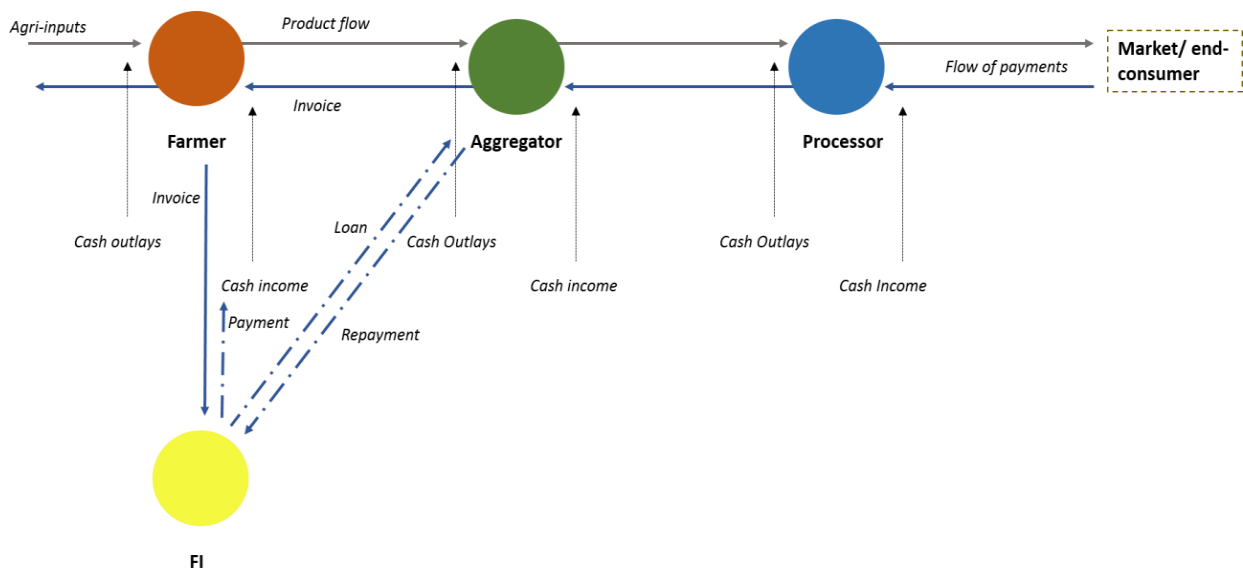 Agri-inputs
Product flow
Market/ end-
consumer
Flow of payments
Invoice
Farmer
Aggregator
Processor
Invoice
Loan
Cash outlays
Cash Outlays
Cash Outlays
Cash income
Cash income
Cash Income
Payment
Repayment
FI